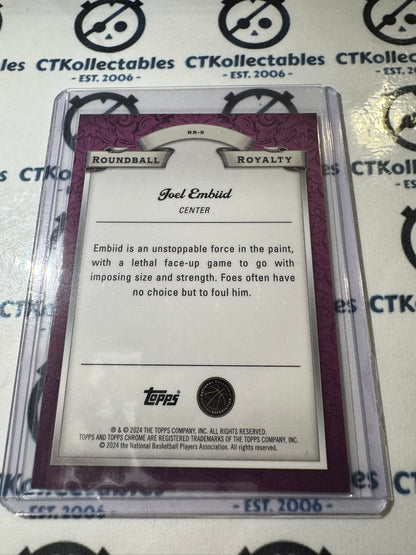 CTKollectables
- EST. 2006 -
RR-9
ROUNDBALL ROYALTY
Joel Embiid
CENTER
Embiid is an unstoppable force in the paint,
with a lethal face-up game to go with
imposing size and strength. Foes often have
no choice but to foul him.
Topps
℗ & © 2024 THE TOPPS COMPANY, INC. ALL RIGHTS RESERVED.
TOPPS AND TOPPS CHROME ARE REGISTERED TRADEMARKS OF THE TOPPS COMPANY, INC.
© 2024 the National Basketball Players Association. All rights reserved.
- EST. 2006 -